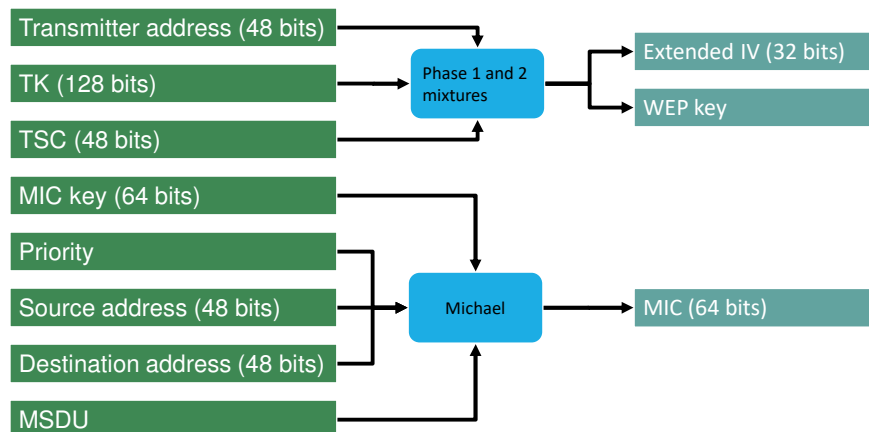 Transmitter address (48 bits)
TK (128 bits)
TSC (48 bits)
Phase 1 and 2
mixtures
Extended IV (32 bits)
WEP key
MIC key (64 bits)
Priority
Source address (48 bits)
Destination address (48 bits)
MSDU
Michael
MIC (64 bits)